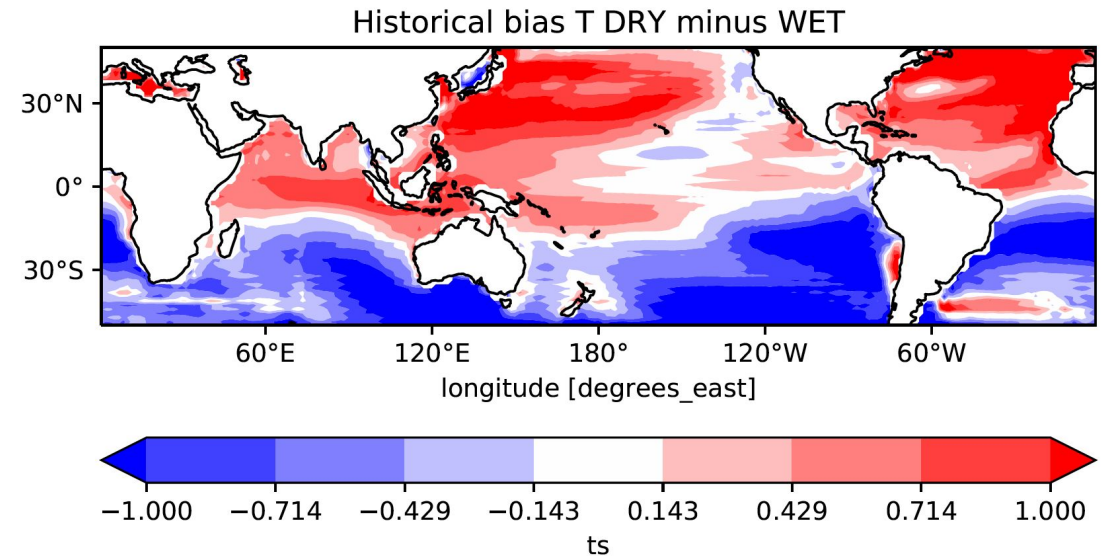 Historical bias T DRY minus WET
30°N
0°
30°S
60°E 120°E 180° 120°W 60°W
longitude [degrees_east]
−1.000 −0.714 −0.429 −0.143 0.143 0.429 0.714 1.000
ts